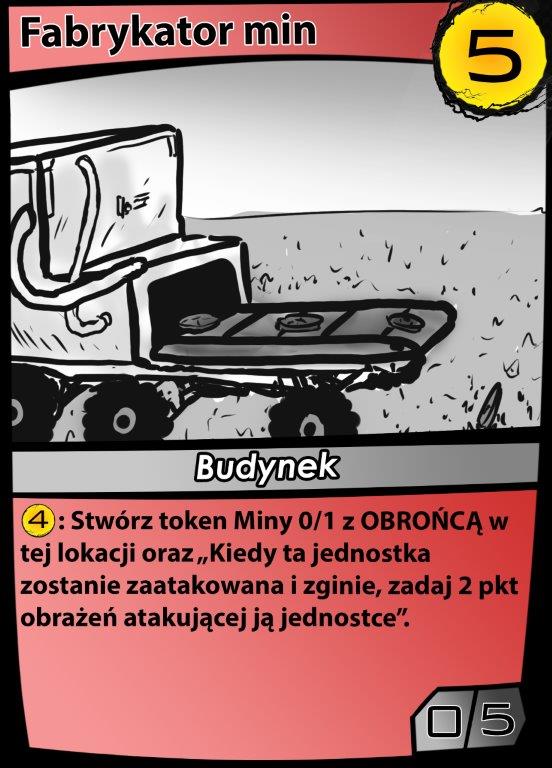 Fabrykator min
5
Budynek
4: Stwórz token Miny 0/1 z OBROŃCĄ w
tej lokacji oraz „Kiedy ta jednostka
zostanie zaatakowana i zginie, zadaj 2 pkt
obrażeń atakującej ją jednostce”.
0/5